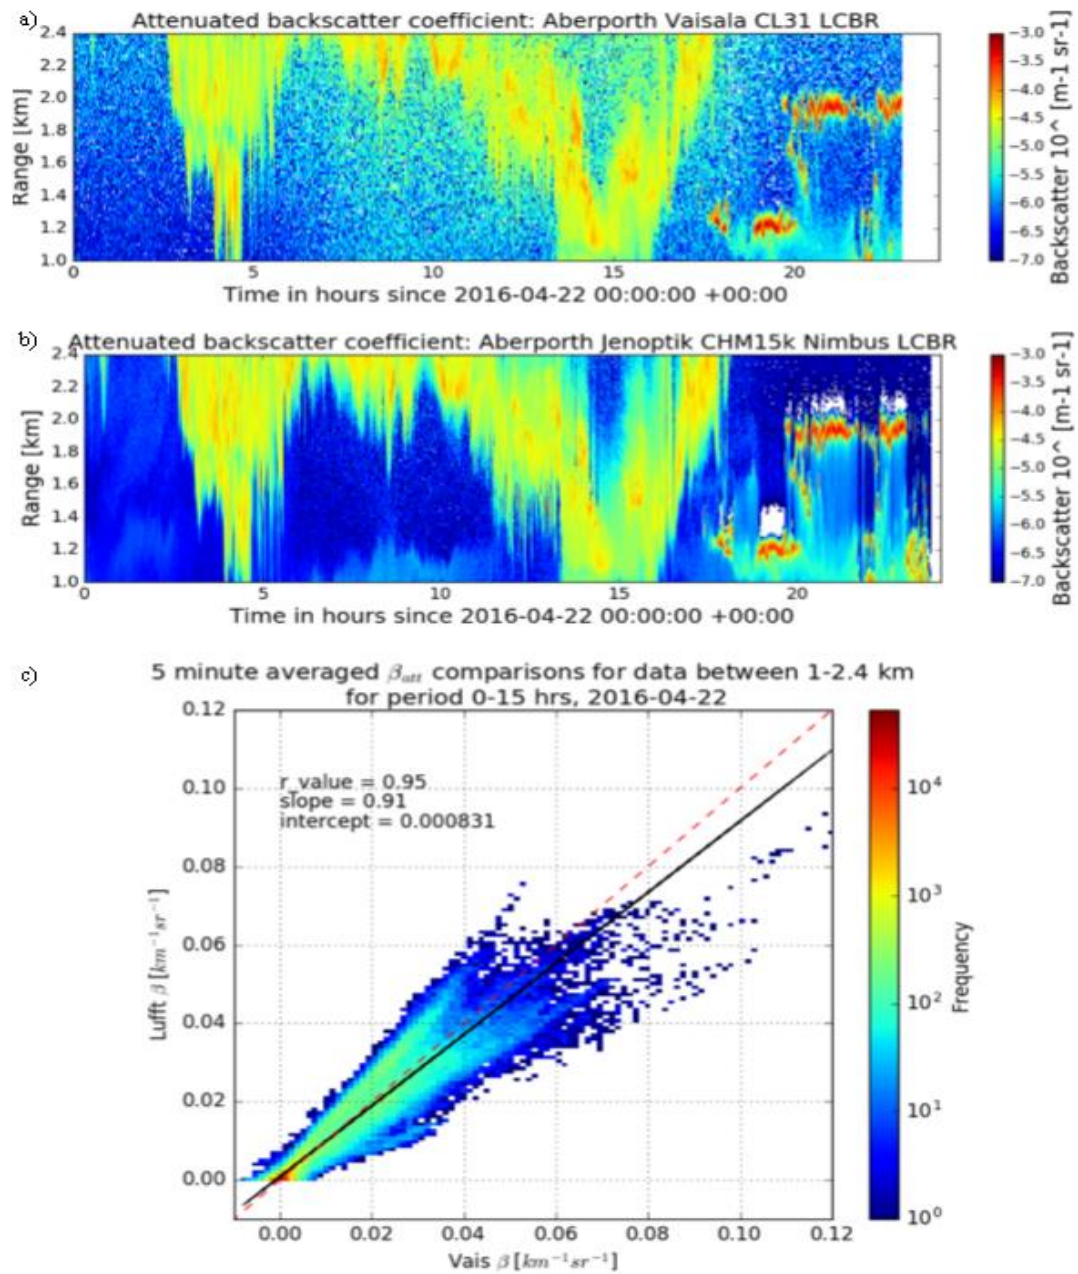 a)
Attenuated backscatter coefficient: Aberporth Vaisala CL31 LCBR
2.4
2.2
2.0
1.8
1.6
1.4
1.2
1.0
Range [km]
0 5 10 15 20
Time in hours since 2016-04-22 00:00:00 +00:00
−3.0
−3.5
−4.0
−4.5
−5.0
−5.5
−6.0
−6.5
−7.0
Backscatter 10^ [m-1 sr-1]
b)
Attenuated backscatter coefficient: Aberporth Jenoptik CHM15k Nimbus LCBR
2.4
2.2
2.0
1.8
1.6
1.4
1.2
1.0
Range [km]
0 5 10 15 20
Time in hours since 2016-04-22 00:00:00 +00:00
−3.0
−3.5
−4.0
−4.5
−5.0
−5.5
−6.0
−6.5
−7.0
Backscatter 10^ [m-1 sr-1]
c)
5 minute averaged βatt comparisons for data between 1-2.4 km
for period 0-15 hrs, 2016-04-22
0.12
0.10
0.08
0.06
0.04
0.02
0.00
Lufft β [km⁻¹sr⁻¹]
r_value = 0.95
slope = 0.91
intercept = 0.000831
0.00 0.02 0.04 0.06 0.08 0.10 0.12
Vais β [km⁻¹sr⁻¹]
10⁴
10³
10²
10¹
10⁰
Frequency